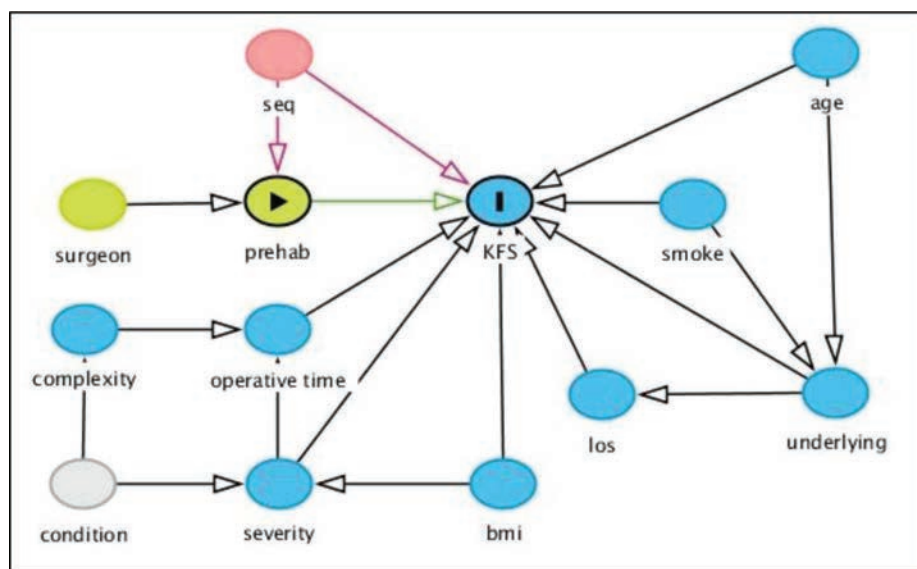 seq
age
surgeon
prehab
KFS
smoke
complexity
operative time
los
underlying
condition
severity
bmi